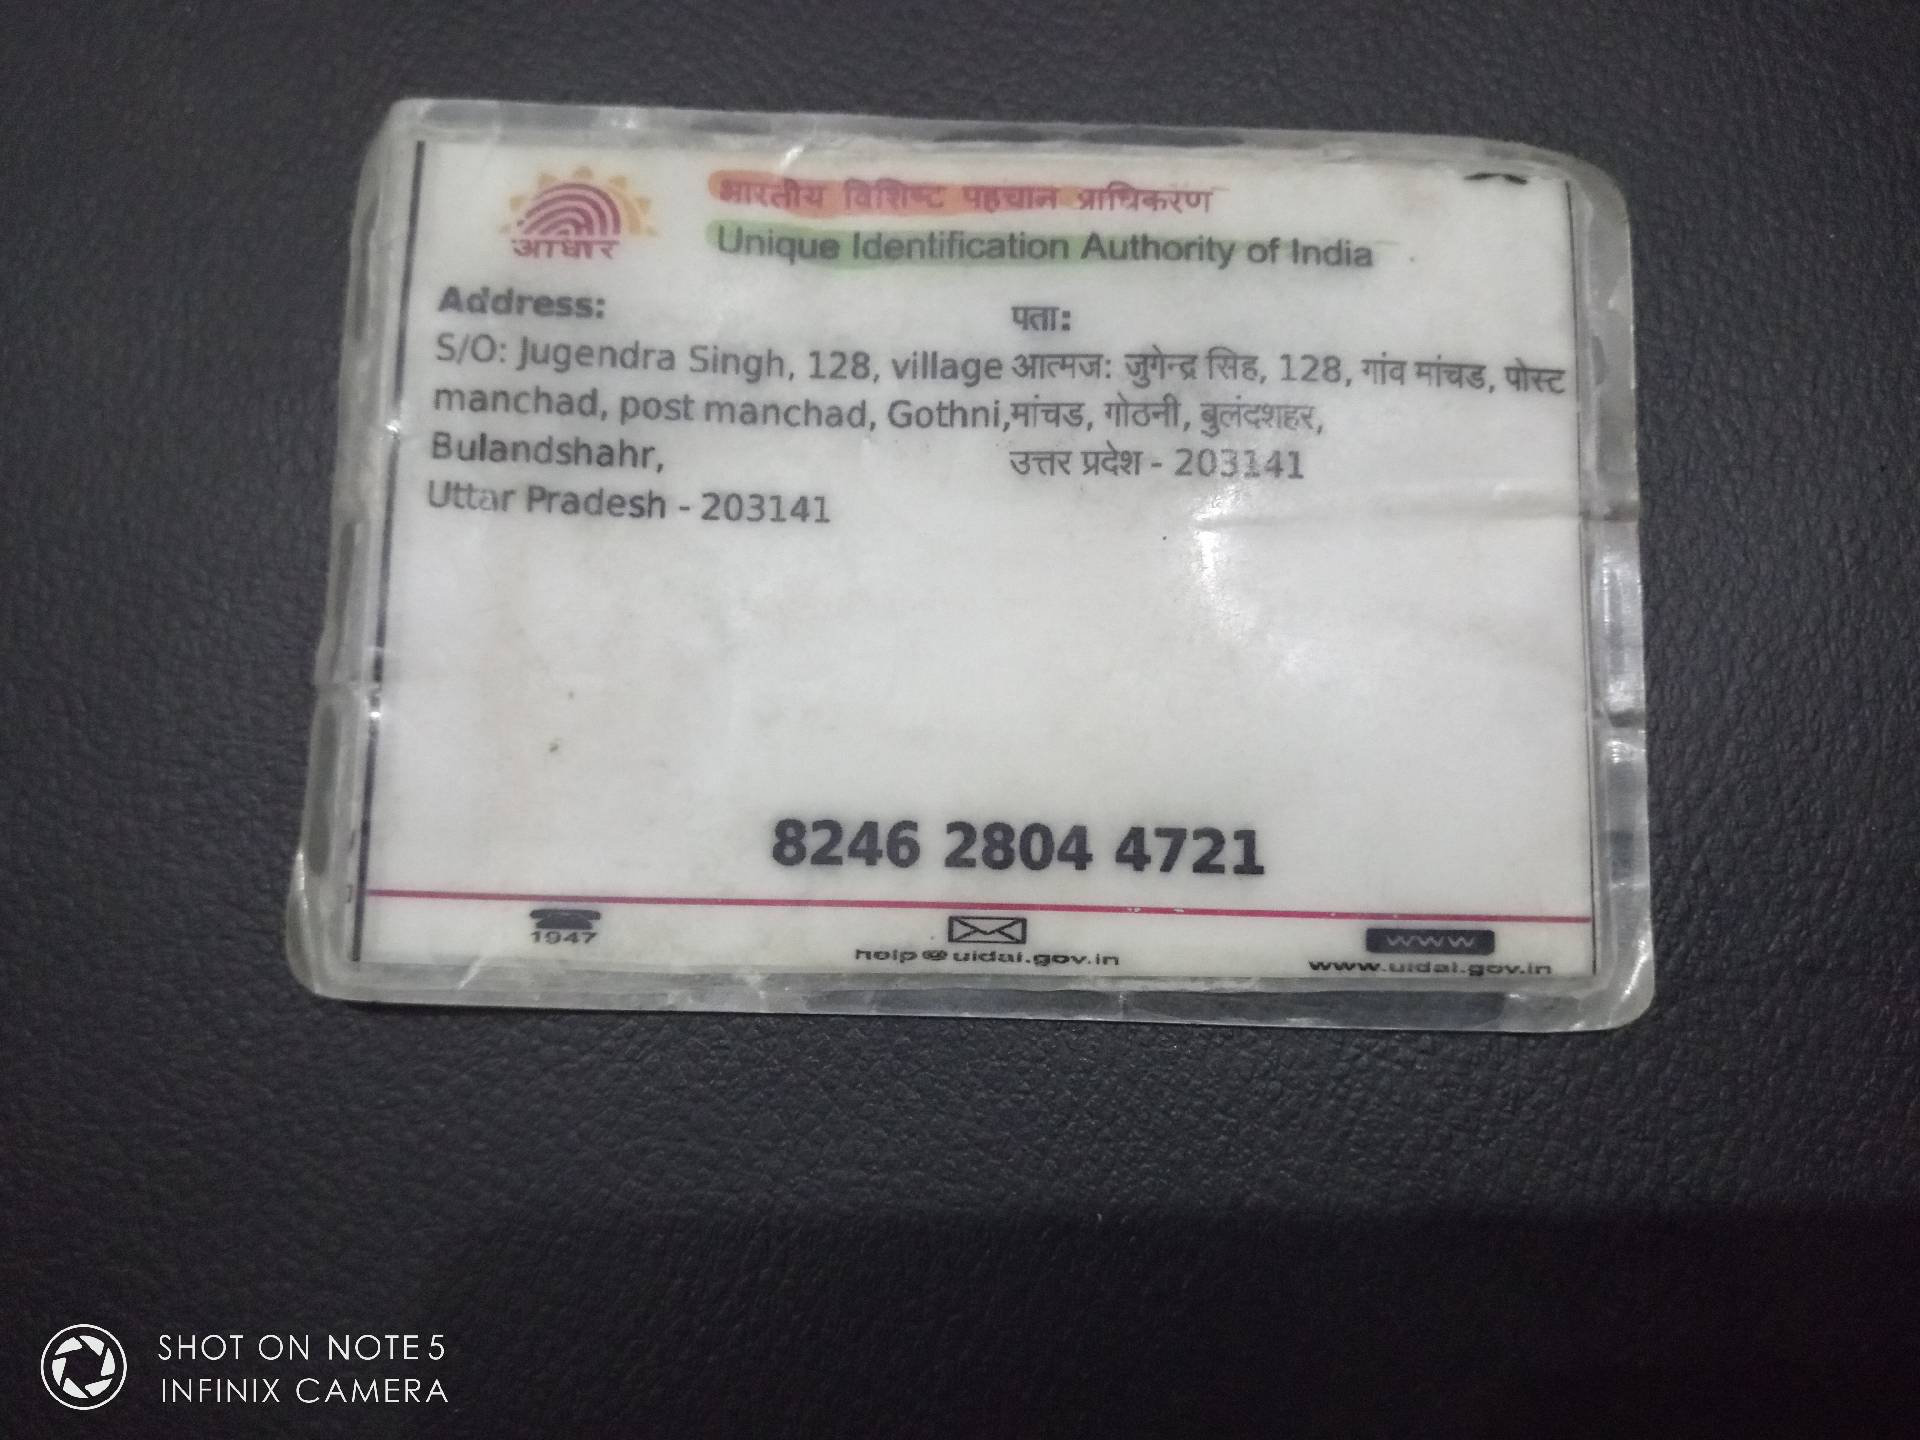 भारतीय विशिष्ट पहचान प्राधिकरण
Unique Identification Authority of India
आधार
Address:
S/O: Jugendra Singh, 128, village
manchad, post manchad, Gothni,
Bulandshahr,
Uttar Pradesh - 203141
पता:
आत्मज: जुगेन्द्र सिंह, 128, गांव मांचड, पोस्ट
मांचड, गोठनी, बुलंदशहर,
उत्तर प्रदेश - 203141
8246 2804 4721
1947
help@uidai.gov.in
www
www.uidai.gov.in
SHOT ON NOTE 5
INFINIX CAMERA